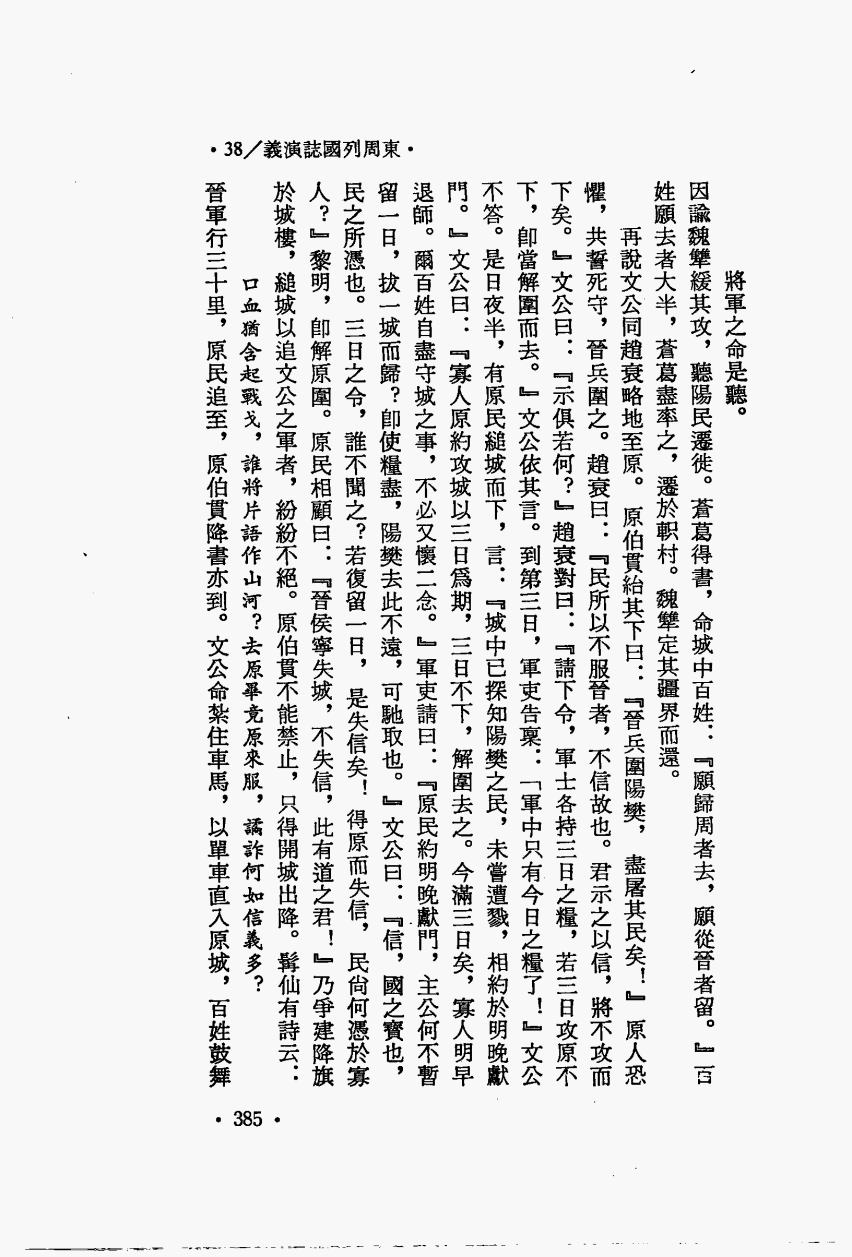 •東周列國誌演義/38•
將軍之命是聽。
因諭魏犨緩其攻，聽陽民遷徙。蒼葛得書，命城中百姓：『願歸周者去，願從晉者留。』百
姓願去者大半，蒼葛盡率之，遷於軹村。魏犨定其疆界而還。
再說文公同趙衰略地至原。原伯貫紿其下曰：『晉兵圍陽樊，盡屠其民矣！』原人恐
懼，共誓死守，晉兵圍之。趙衰曰：『民所以不服晉者，不信故也。君示之以信，將不攻而
下矣。』文公曰：『示俱若何？』趙衰對曰：『請下令，軍士各持三日之糧，若三日攻原不
下，卽當解圍而去。』文公依其言。到第三日，軍吏告稟：「軍中只有今日之糧了！』文公
不答。是日夜半，有原民縋城而下，言：『城中已探知陽樊之民，未嘗遭戮，相約於明晚獻
門。』文公曰：『寡人原約攻城以三日爲期，三日不下，解圍去之。今滿三日矣，寡人明早
退師。爾百姓自盡守城之事，不必又懷二念。』軍吏請曰：『原民約明晚獻門，主公何不暫
留一日，拔一城而歸？卽使糧盡，陽樊去此不遠，可馳取也。』文公曰：『信，國之寶也，
民之所憑也。三日之令，誰不聞之？若復留一日，是失信矣！得原而失信，民尙何憑於寡
人？』黎明，卽解原圍。原民相顧曰：『晉侯寧失城，不失信，此有道之君！』乃爭建降旗
於城樓，縋城以追文公之軍者，紛紛不絕。原伯貫不能禁止，只得開城出降。髯仙有詩云：
口血猶含起戰戈，誰將片語作山河？去原畢竟原來服，譎詐何如信義多？
晉軍行三十里，原民追至，原伯貫降書亦到。文公命紮住車馬，以單車直入原城，百姓鼓舞
•385•